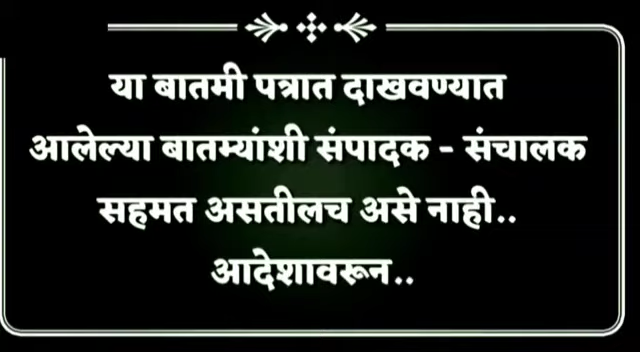 या बातमी पत्रात दाखवण्यात
आलेल्या बातम्यांशी संपादक - संचालक
सहमत असतीलच असे नाही..
आदेशावरून..